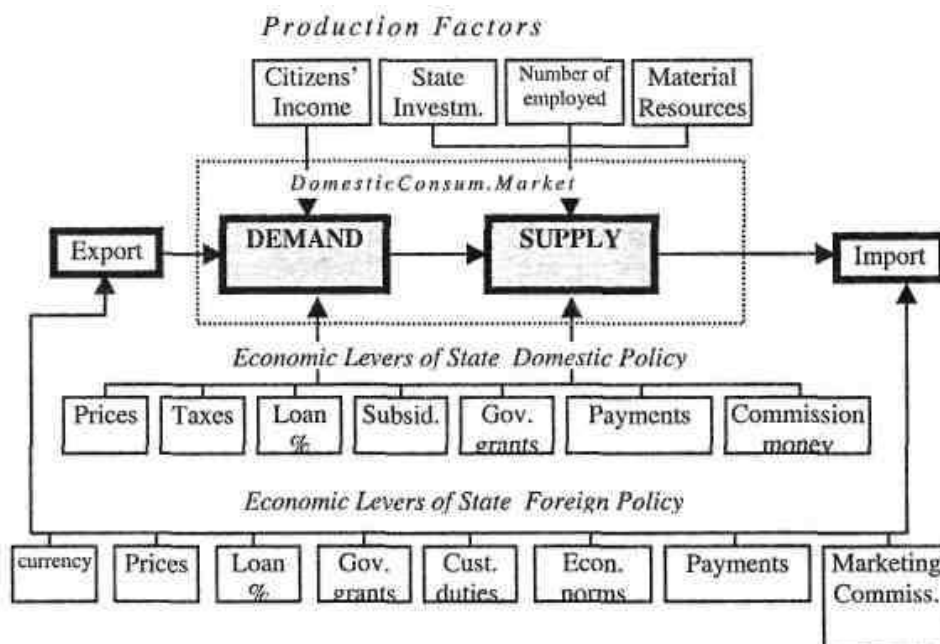 Production Factors
Citizens'
Income
State
Investm.
Number of
employed
Material
Resources
DomesticConsum.Market
Export
DEMAND
SUPPLY
Import
Economic Levers of State Domestic Policy
Prices
Taxes
Loan
%
Subsid.
Gov.
grants
Payments
Commission
money
Economic Levers of State Foreign Policy
currency
Prices
Loan
%
Gov.
grants
Cust.
duties
Econ.
norms
Payments
Marketing
Commiss.